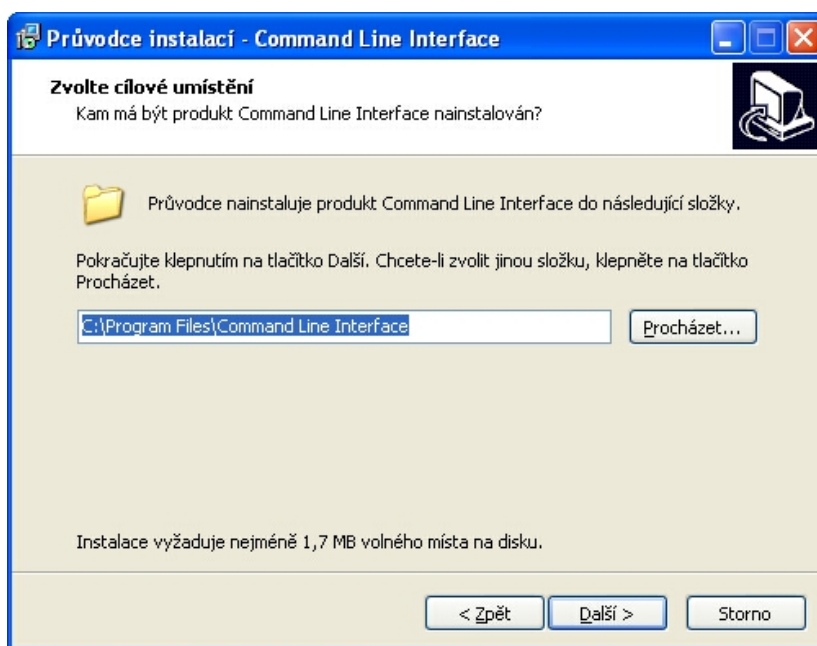 Průvodce instalací - Command Line Interface
Zvolte cílové umístění
Kam má být produkt Command Line Interface nainstalován?
Průvodce nainstaluje produkt Command Line Interface do následující složky.
Pokračujte klepnutím na tlačítko Další. Chcete-li zvolit jinou složku, klepněte na tlačítko
Procházet.
C:\Program Files\Command Line Interface
Procházet...
Instalace vyžaduje nejméně 1,7 MB volného místa na disku.
< Zpět
Další >
Storno